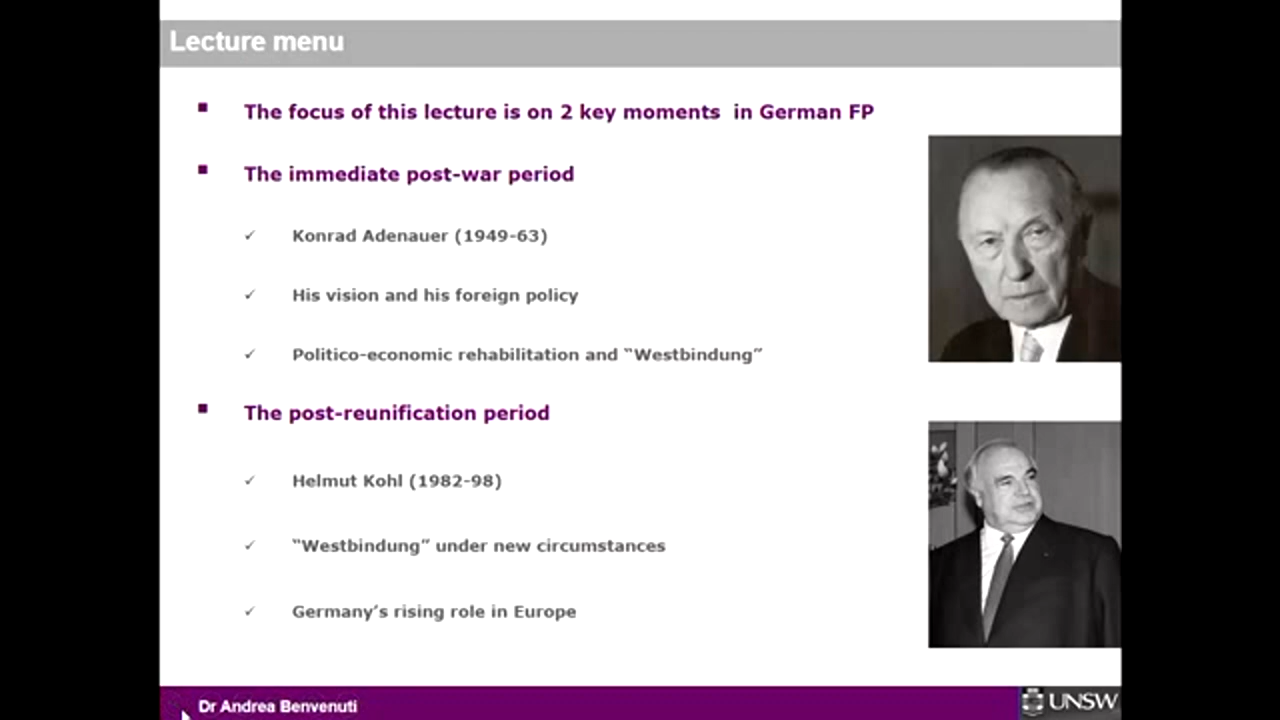 Lecture menu
The focus of this lecture is on 2 key moments in German FP
The immediate post-war period
Konrad Adenauer (1949-63)
His vision and his foreign policy
Politico-economic rehabilitation and “Westbindung”
The post-reunification period
Helmut Kohl (1982-98)
“Westbindung” under new circumstances
Germany’s rising role in Europe
Dr Andrea Benvenuti
UNSW